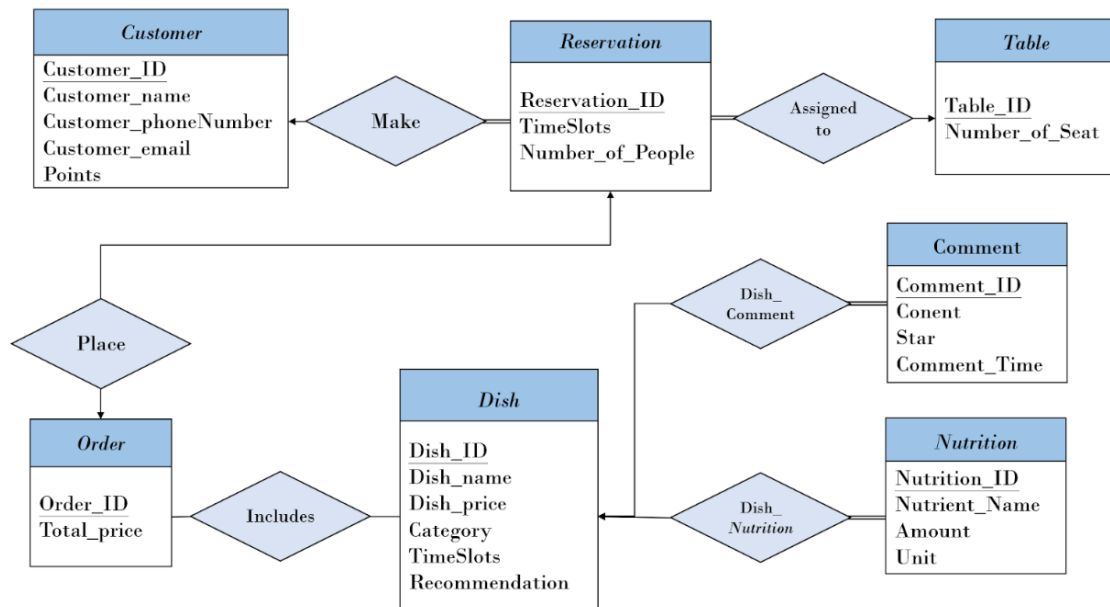 Customer
Customer_ID
Customer_name
Customer_phoneNumber
Customer_email
Points
Make
Reservation
Reservation_ID
TimeSlots
Number_of_People
Assigned
to
Table
Table_ID
Number_of_Seat
Place
Dish_
Comment
Comment
Comment_ID
Conent
Star
Comment_Time
Order
Order_ID
Total_price
Includes
Dish
Dish_ID
Dish_name
Dish_price
Category
TimeSlots
Recommendation
Dish_
Nutrition
Nutrition
Nutrition_ID
Nutrient_Name
Amount
Unit